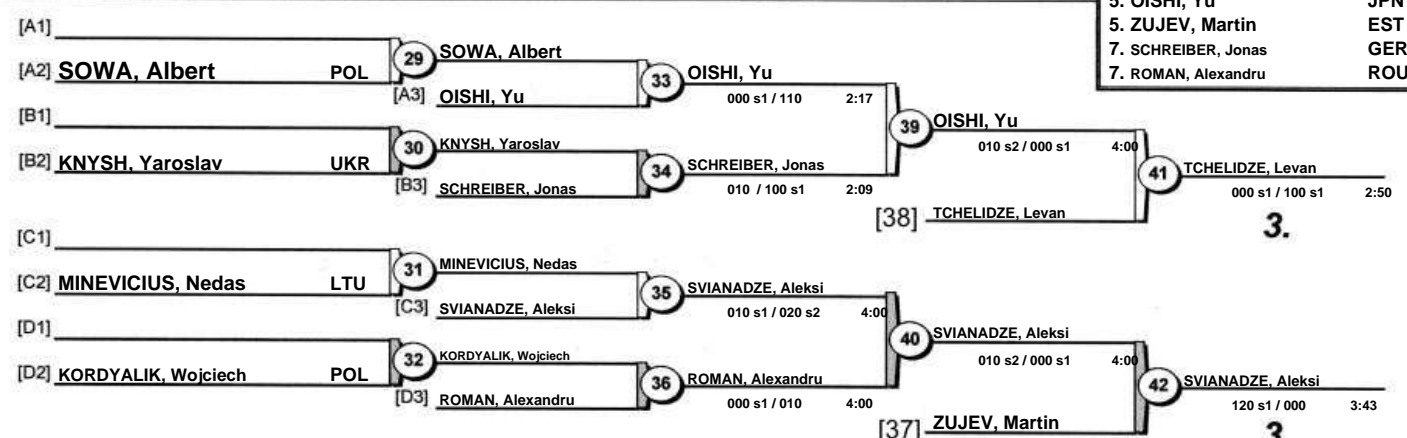 5. OISHI, Yu JPN
5. ZUJEV, Martin EST
7. SCHREIBER, Jonas GER
7. ROMAN, Alexandru ROU
[A1]
[A2] SOWA, Albert POL
29
SOWA, Albert
[A3] OISHI, Yu
33
OISHI, Yu
000 s1 / 110 2:17
[B1]
[B2] KNYSH, Yaroslav UKR
30
KNYSH, Yaroslav
[B3] SCHREIBER, Jonas
34
SCHREIBER, Jonas
010 / 100 s1 2:09
39
OISHI, Yu
010 s2 / 000 s1 4:00
[38] TCHELIDZE, Levan
41
TCHELIDZE, Levan
000 s1 / 100 s1 2:50
3.
[C1]
[C2] MINEVICIUS, Nedas LTU
31
MINEVICIUS, Nedas
[C3] SVIANADZE, Aleksi
35
SVIANADZE, Aleksi
010 s1 / 020 s2 4:00
[D1]
[D2] KORDYALIK, Wojciech POL
32
KORDYALIK, Wojciech
[D3] ROMAN, Alexandru
36
ROMAN, Alexandru
000 s1 / 010 4:00
40
SVIANADZE, Aleksi
010 s2 / 000 s1 4:00
[37] ZUJEV, Martin
42
SVIANADZE, Aleksi
120 s1 / 000 3:43
3.